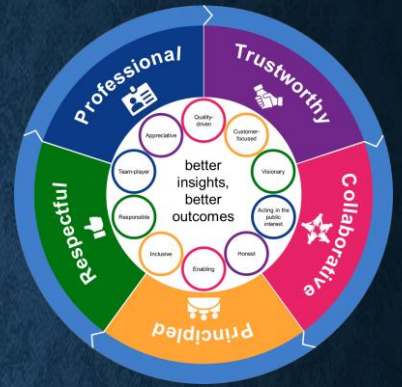 Professional
Trustworthy
Collaborative
Principled
Respectful
Quality-
driven
Customer-
focused
Visionary
Acting in the
public
interest
Honest
Enabling
Inclusive
Responsible
Team-player
Appreciative
better
insights,
better
outcomes